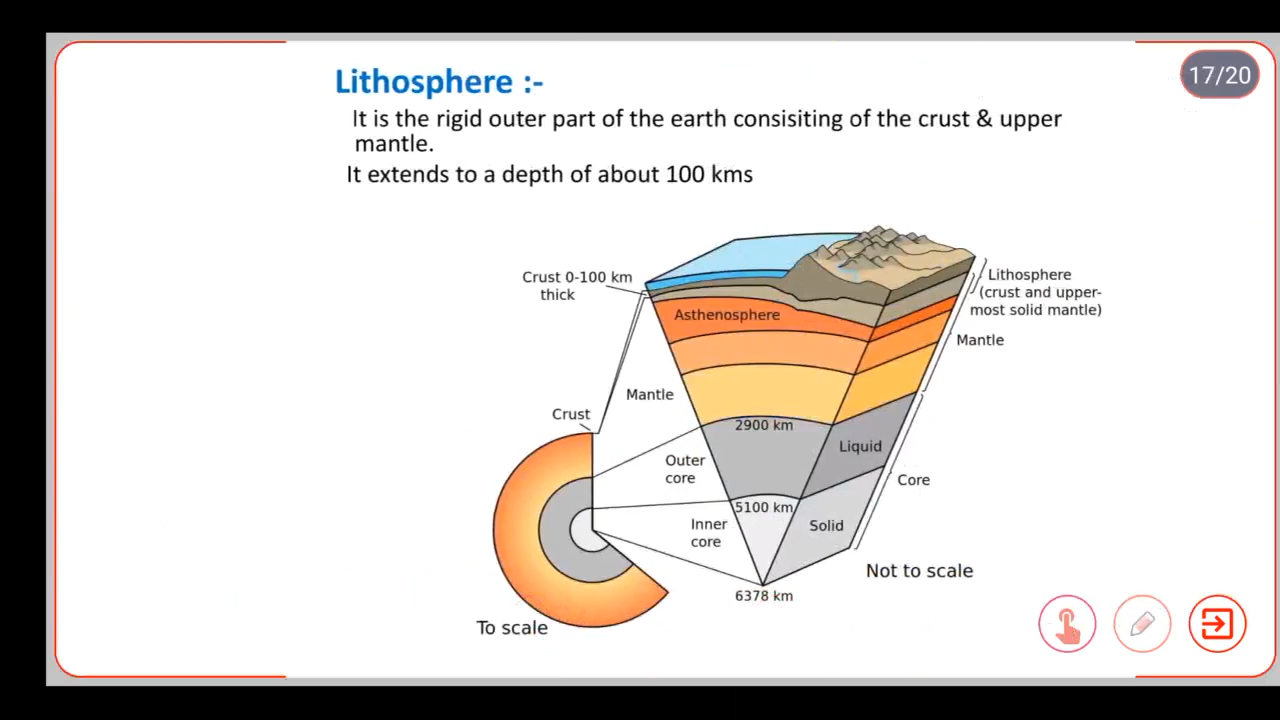 17/20
Lithosphere :-
It is the rigid outer part of the earth consisiting of the crust & upper
mantle.
It extends to a depth of about 100 kms
Crust 0-100 km
thick
Asthenosphere
Lithosphere
(crust and upper-
most solid mantle)
Mantle
Mantle
Crust
2900 km
Liquid
Outer
core
Core
5100 km
Inner
core
Solid
Not to scale
6378 km
To scale